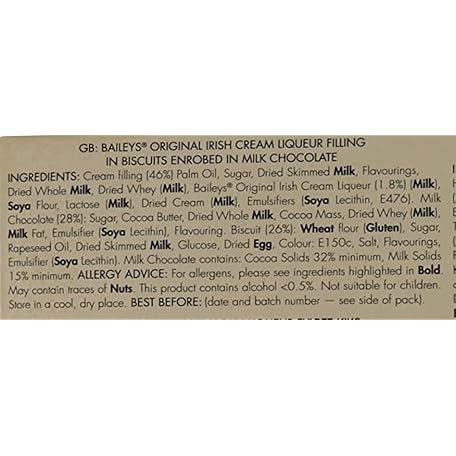 GB: BAILEYS® ORIGINAL IRISH CREAM LIQUEUR FILLING
IN BISCUITS ENROBED IN MILK CHOCOLATE
INGREDIENTS: Cream filling (46%) Palm Oil, Sugar, Dried Skimmed Milk, Flavourings,
Dried Whole Milk, Dried Whey (Milk), Baileys® Original Irish Cream Liqueur (1.8%) (Milk),
Soya Flour, Lactose (Milk), Dried Cream (Milk), Emulsifiers (Soya Lecithin, E476). Milk
Chocolate (28%): Sugar, Cocoa Butter, Dried Whole Milk, Cocoa Mass, Dried Whey (Milk),
Milk Fat, Emulsifier (Soya Lecithin), Flavouring. Biscuit (26%): Wheat flour (Gluten), Sugar,
Rapeseed Oil, Dried Skimmed Milk, Glucose, Dried Egg, Colour: E150c, Salt, Flavourings,
Emulsifier (Soya Lecithin). Milk Chocolate contains: Cocoa Solids 32% minimum, Milk Solids
15% minimum. ALLERGY ADVICE: For allergens, please see ingredients highlighted in Bold.
May contain traces of Nuts. This product contains alcohol <0.5%. Not suitable for children.
Store in a cool, dry place. BEST BEFORE: (date and batch number — see side of pack).